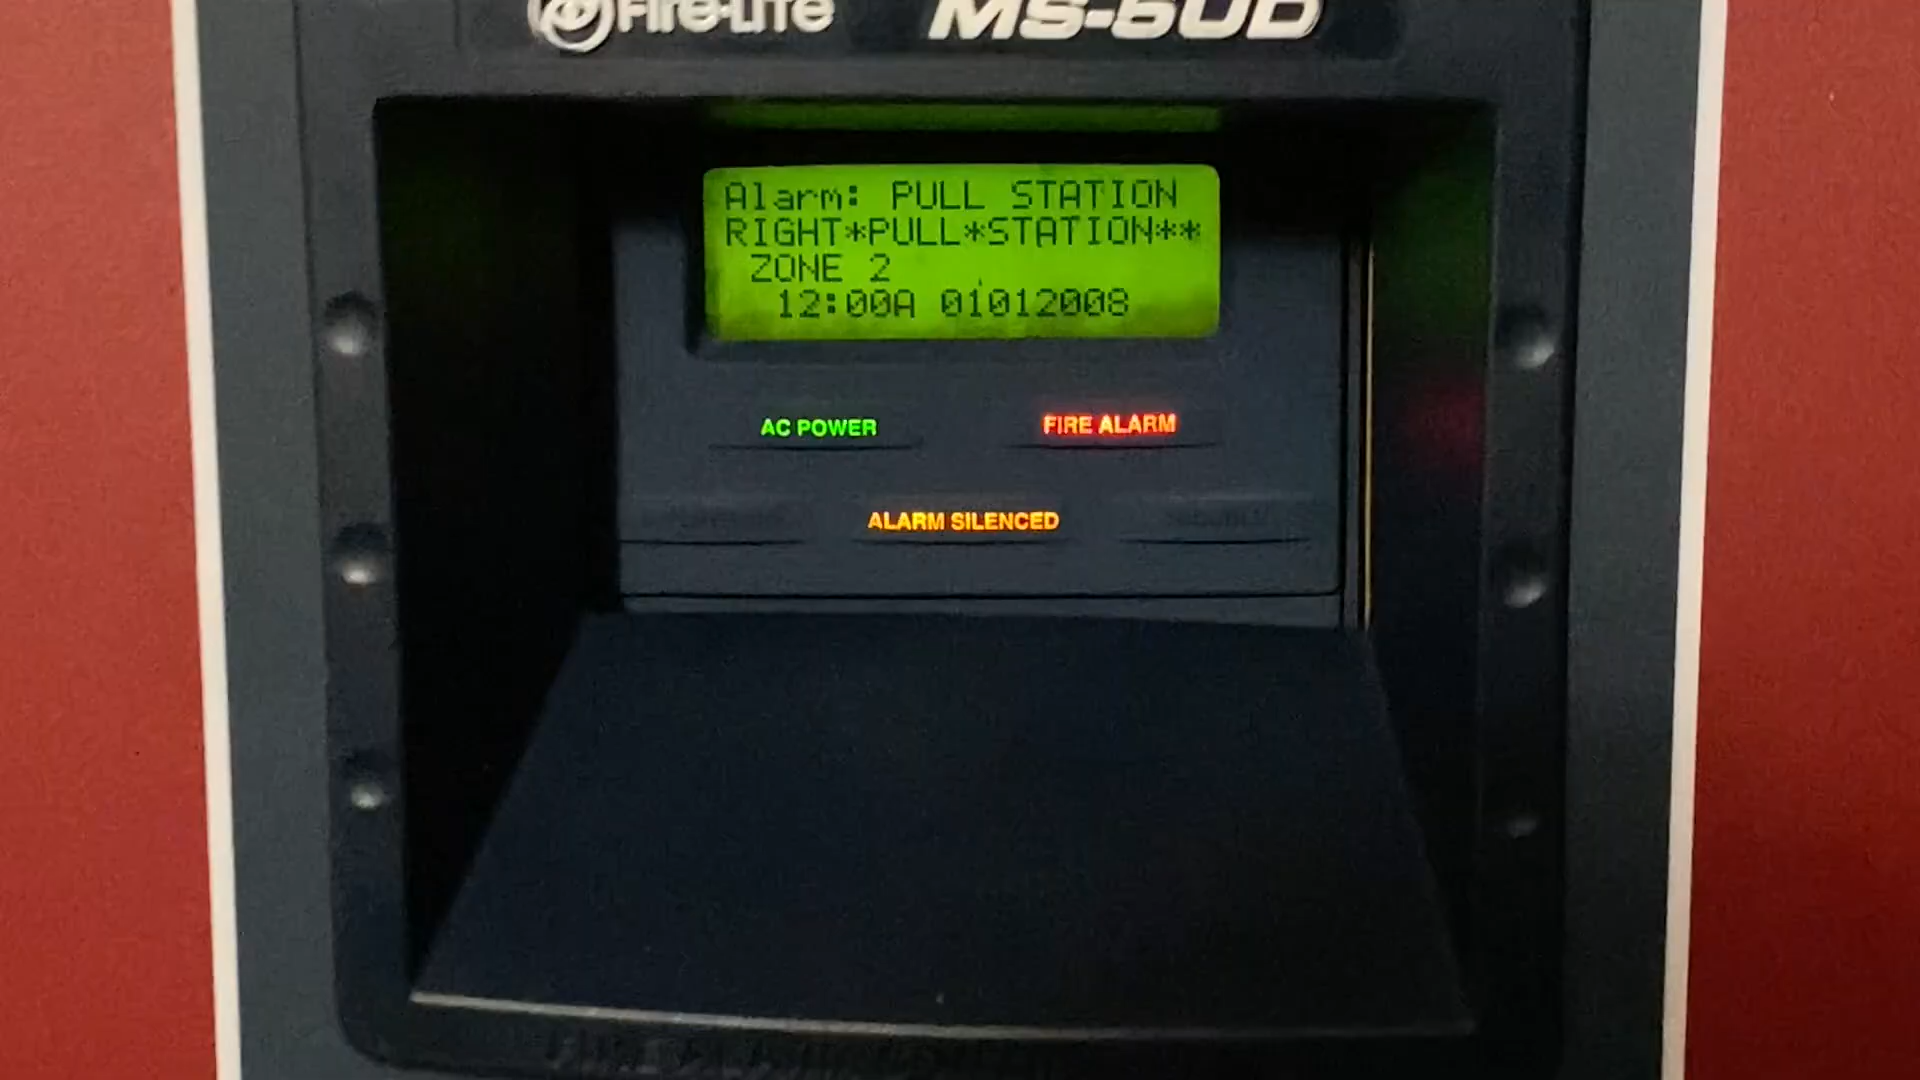 Fire-Lite MS-5UD
Alarm: PULL STATION
RIGHT*PULL*STATION**
ZONE 2
12:00A 01012008
AC POWER FIRE ALARM
ALARM SILENCED